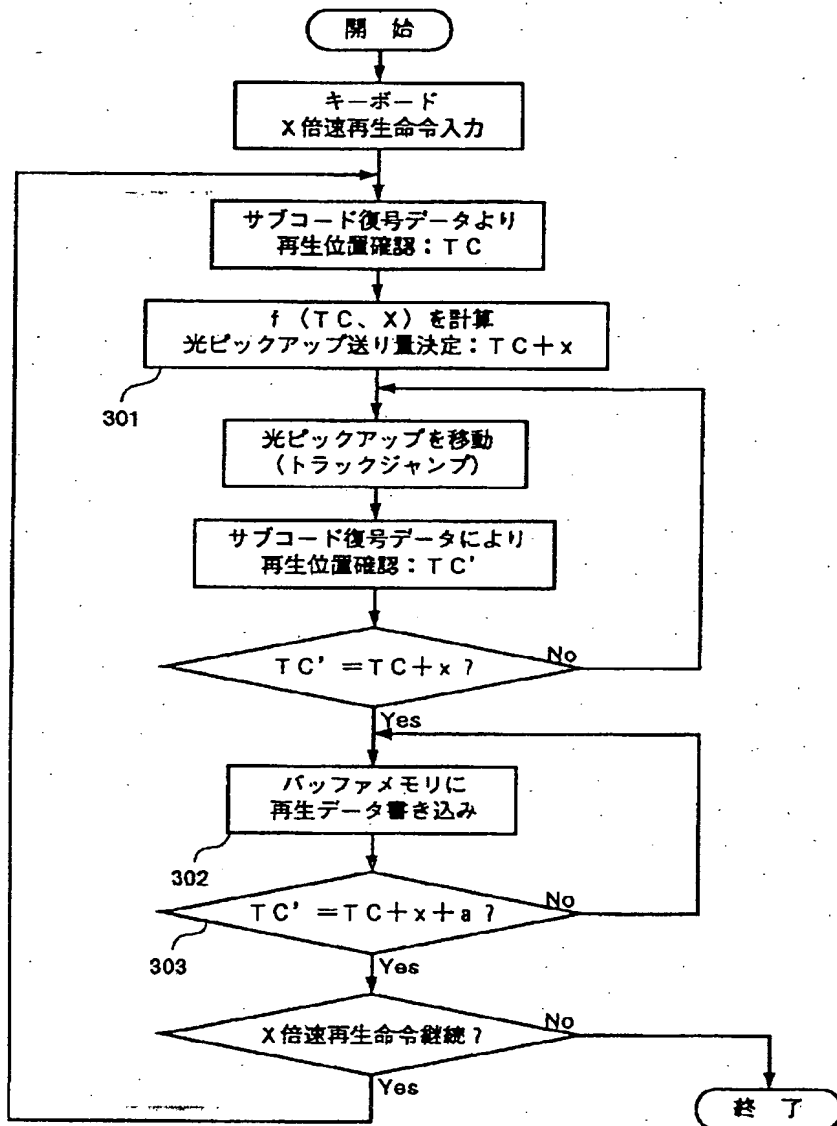 開 始
キーボード
X倍速再生命令入力
サブコード復号データより
再生位置確認：TC
f (TC、X) を計算
光ピックアップ送り量決定：TC＋x
301
光ピックアップを移動
(トラックジャンプ)
サブコード復号データにより
再生位置確認：TC'
TC' ＝TC＋x ?
No
Yes
バッファメモリに
再生データ書き込み
302
TC' ＝TC＋x＋a ?
No
303
Yes
X倍速再生命令継続？
No
Yes
終 了